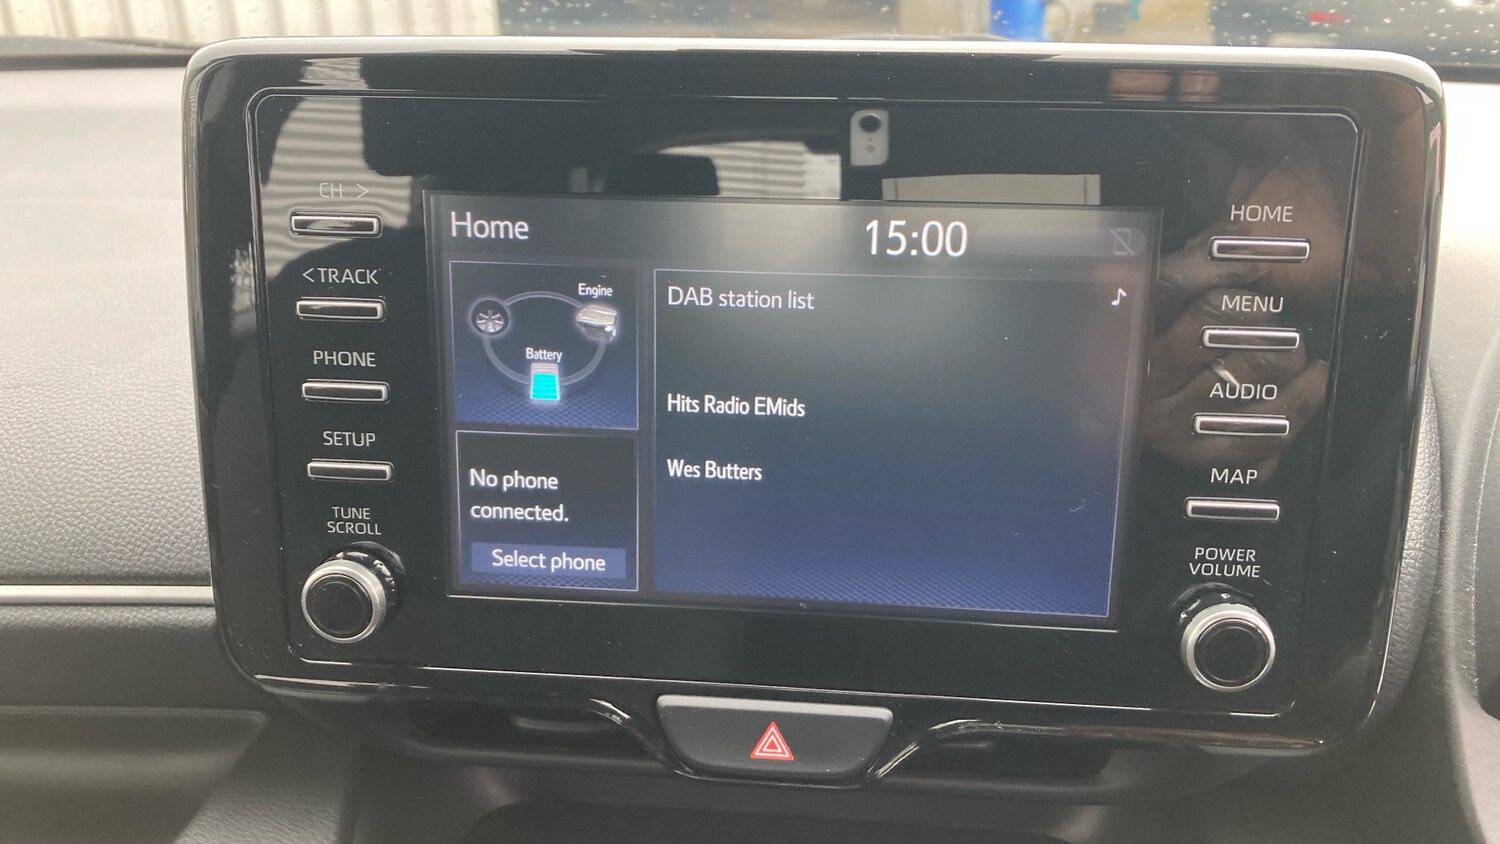 CH >
< TRACK
PHONE
SETUP
TUNE
SCROLL
Home
15:00
Engine
Battery
No phone
connected.
Select phone
DAB station list
Hits Radio EMids
Wes Butters
HOME
MENU
AUDIO
MAP
POWER
VOLUME